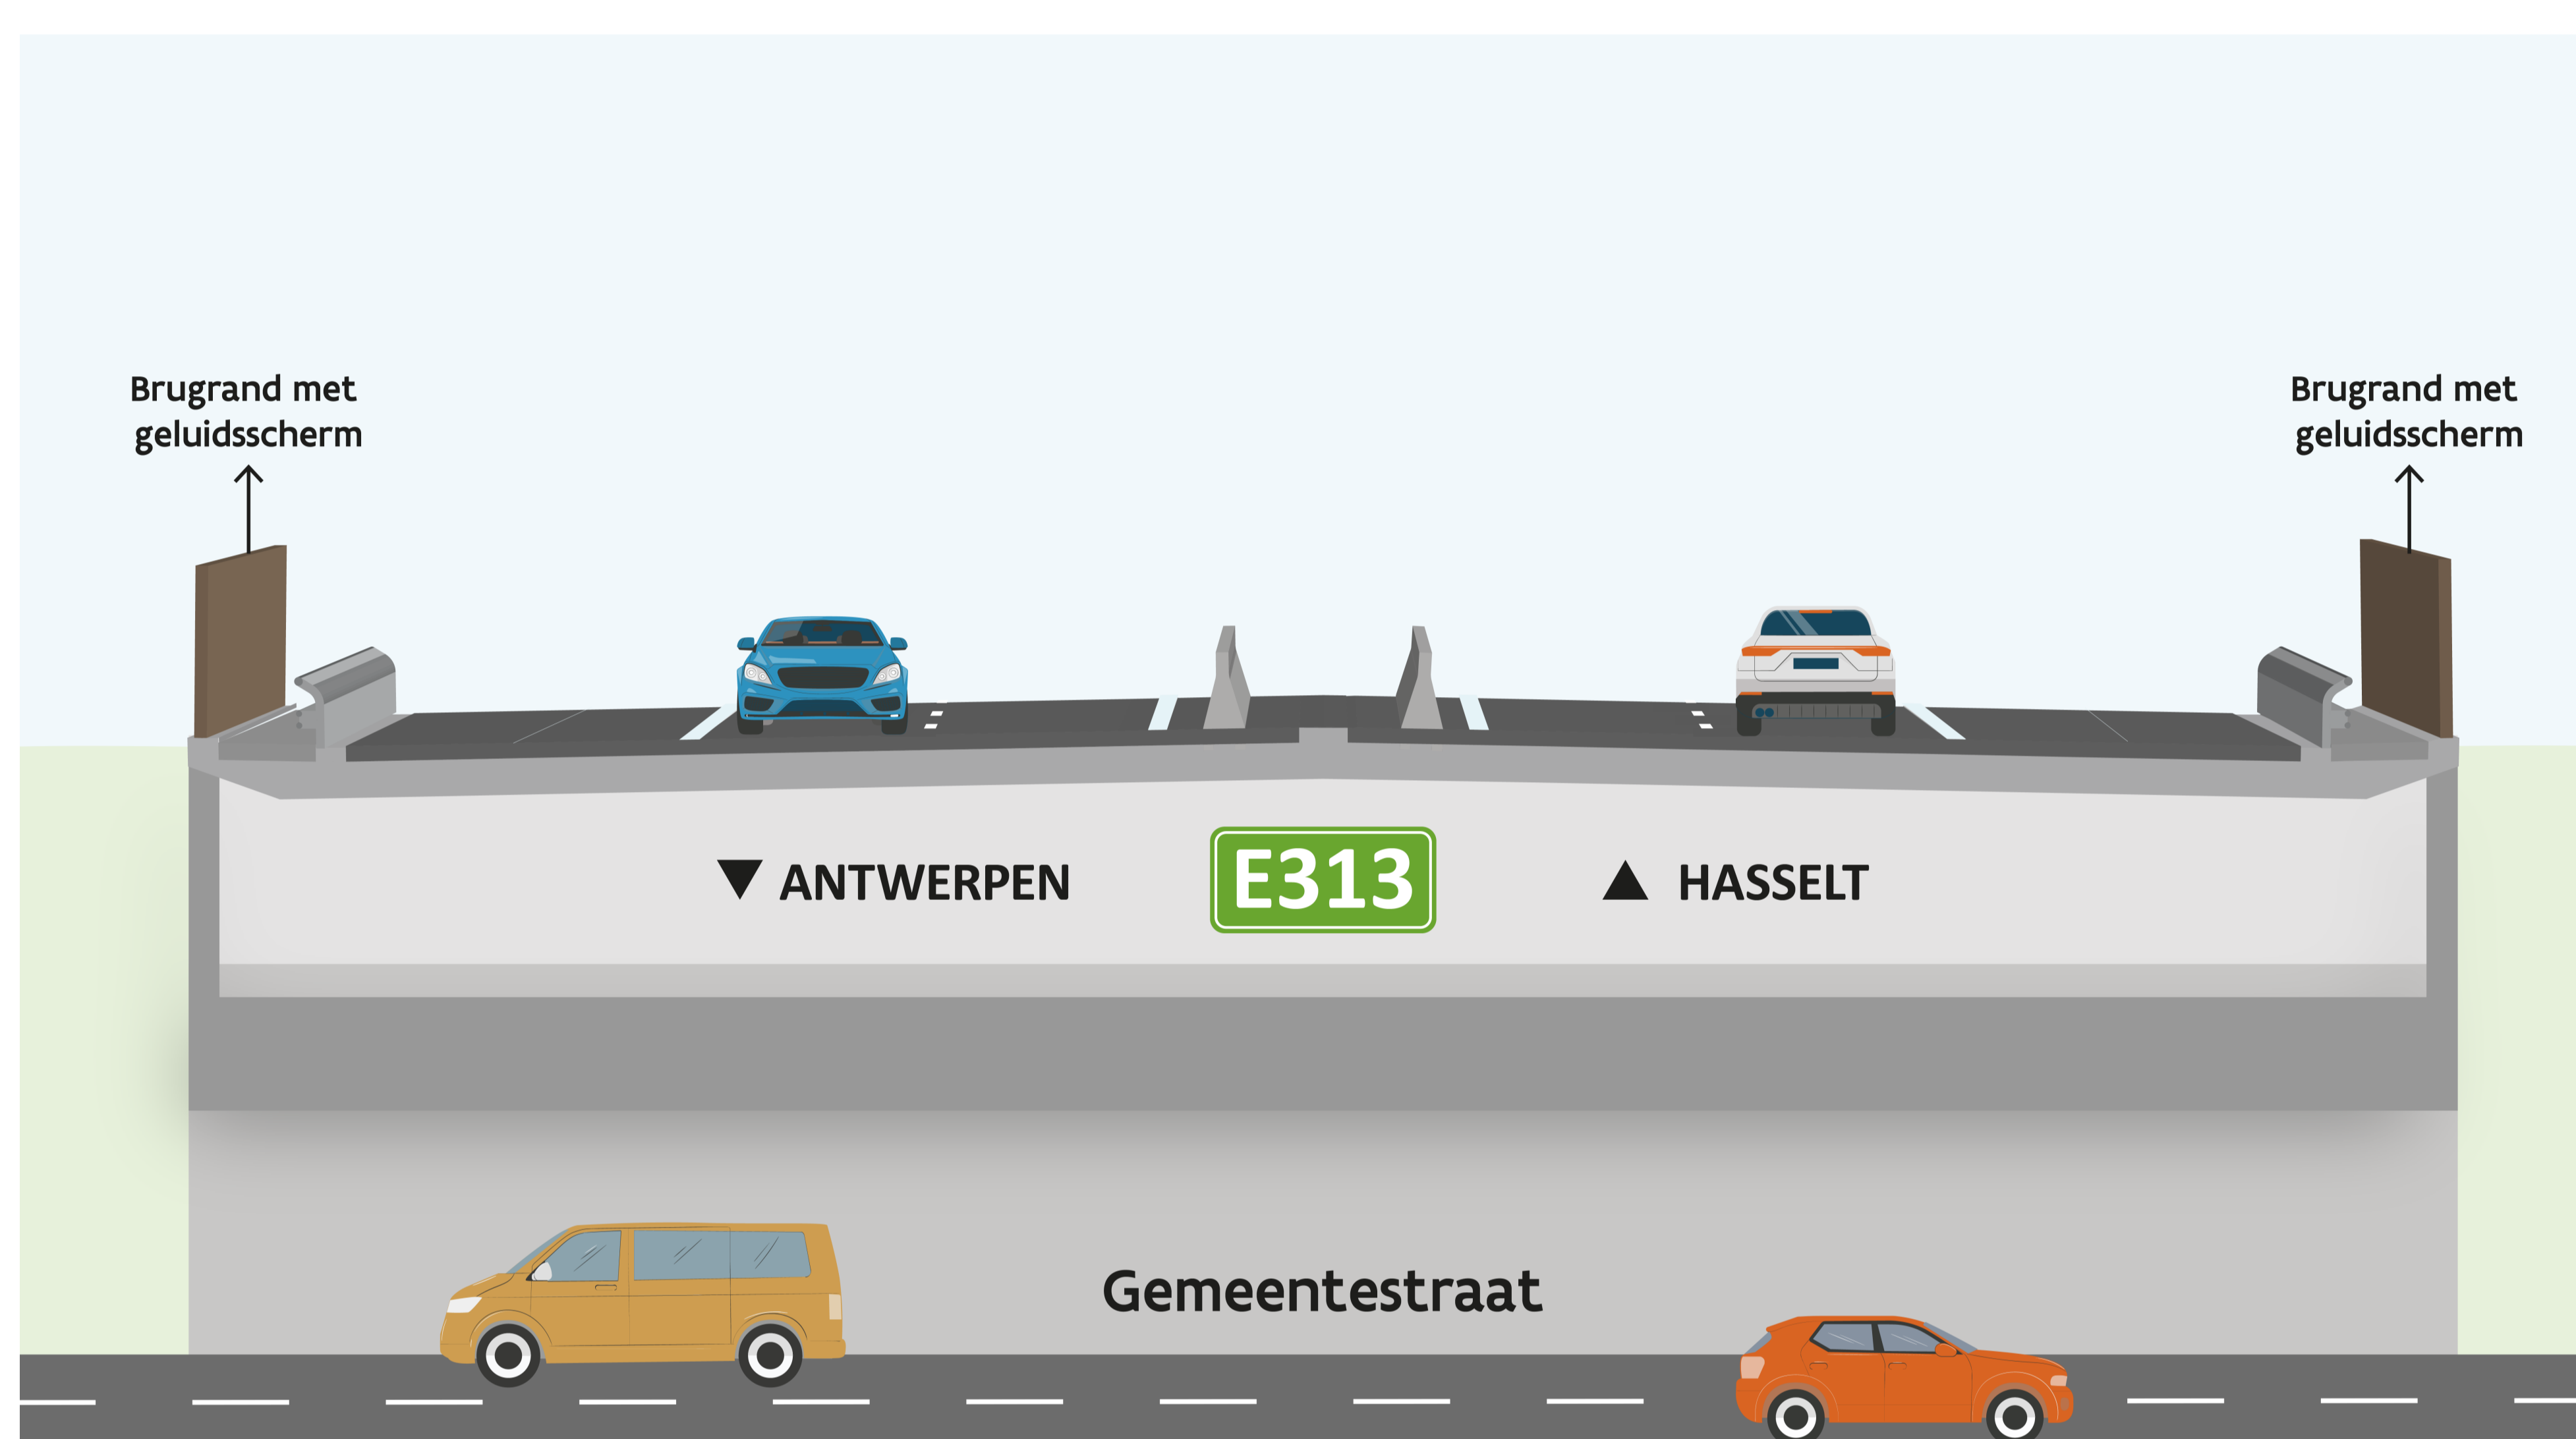 Brugrand met
geluidsscherm
Brugrand met
geluidsscherm
▼ ANTWERPEN
E313
▲ HASSELT
Gemeentestraat